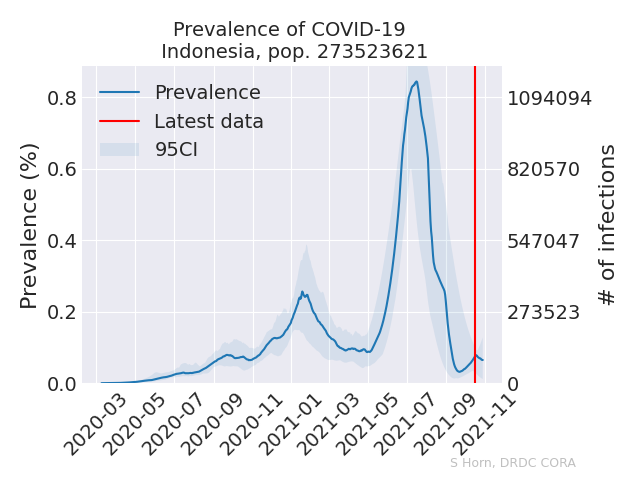 Prevalence of COVID-19
Indonesia, pop. 273523621
Prevalence
Latest data
95CI
Prevalence (%)
0.8
0.6
0.4
0.2
0.0
1094094
820570
547047
273523
0
# of infections
2020-03
2020-05
2020-07
2020-09
2020-11
2021-01
2021-03
2021-05
2021-07
2021-09
2021-11
S Horn, DRDC CORA